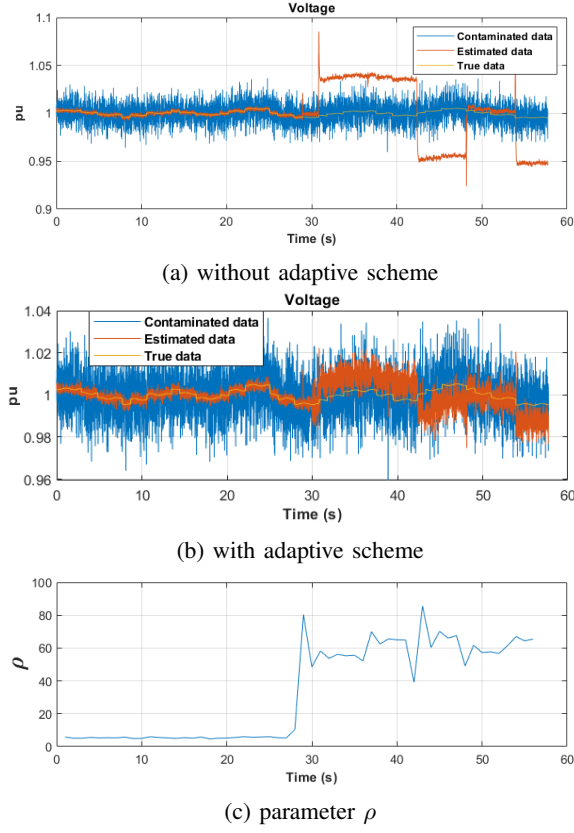 Voltage
1.1
1.05
1
0.95
0.9
pu
Contaminated data
Estimated data
True data
0 10 20 30 40 50 60
Time (s)
(a) without adaptive scheme
Voltage
1.04
1.02
1
0.98
0.96
pu
Contaminated data
Estimated data
True data
0 10 20 30 40 50 60
Time (s)
(b) with adaptive scheme
100
80
60
40
20
0
ρ
0 10 20 30 40 50 60
Time (s)
(c) parameter ρ